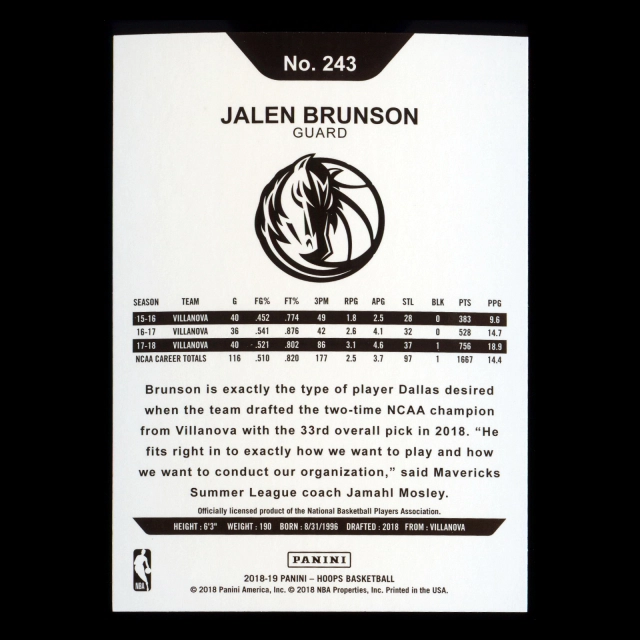 No. 243
JALEN BRUNSON
GUARD
SEASON TEAM G FG% FT% 3PM RPG APG STL BLK PTS PPG
15-16 VILLANOVA 40 .452 .774 49 1.8 2.5 28 0 383 9.6
16-17 VILLANOVA 36 .541 .876 42 2.6 4.1 32 0 528 14.7
17-18 VILLANOVA 40 .521 .802 86 3.1 4.6 37 1 756 18.9
NCAA CAREER TOTALS 116 .510 .820 177 2.5 3.7 97 1 1667 14.4
Brunson is exactly the type of player Dallas desired
when the team drafted the two-time NCAA champion
from Villanova with the 33rd overall pick in 2018. “He
fits right in to exactly how we want to play and how
we want to conduct our organization,” said Mavericks
Summer League coach Jamahl Mosley.
Officially licensed product of the National Basketball Players Association.
HEIGHT : 6'3" WEIGHT : 190 BORN : 8/31/1996 DRAFTED : 2018 FROM : VILLANOVA
PANINI
NBA
2018-19 PANINI – HOOPS BASKETBALL
© 2018 Panini America, Inc. © 2018 NBA Properties, Inc. Printed in the USA.